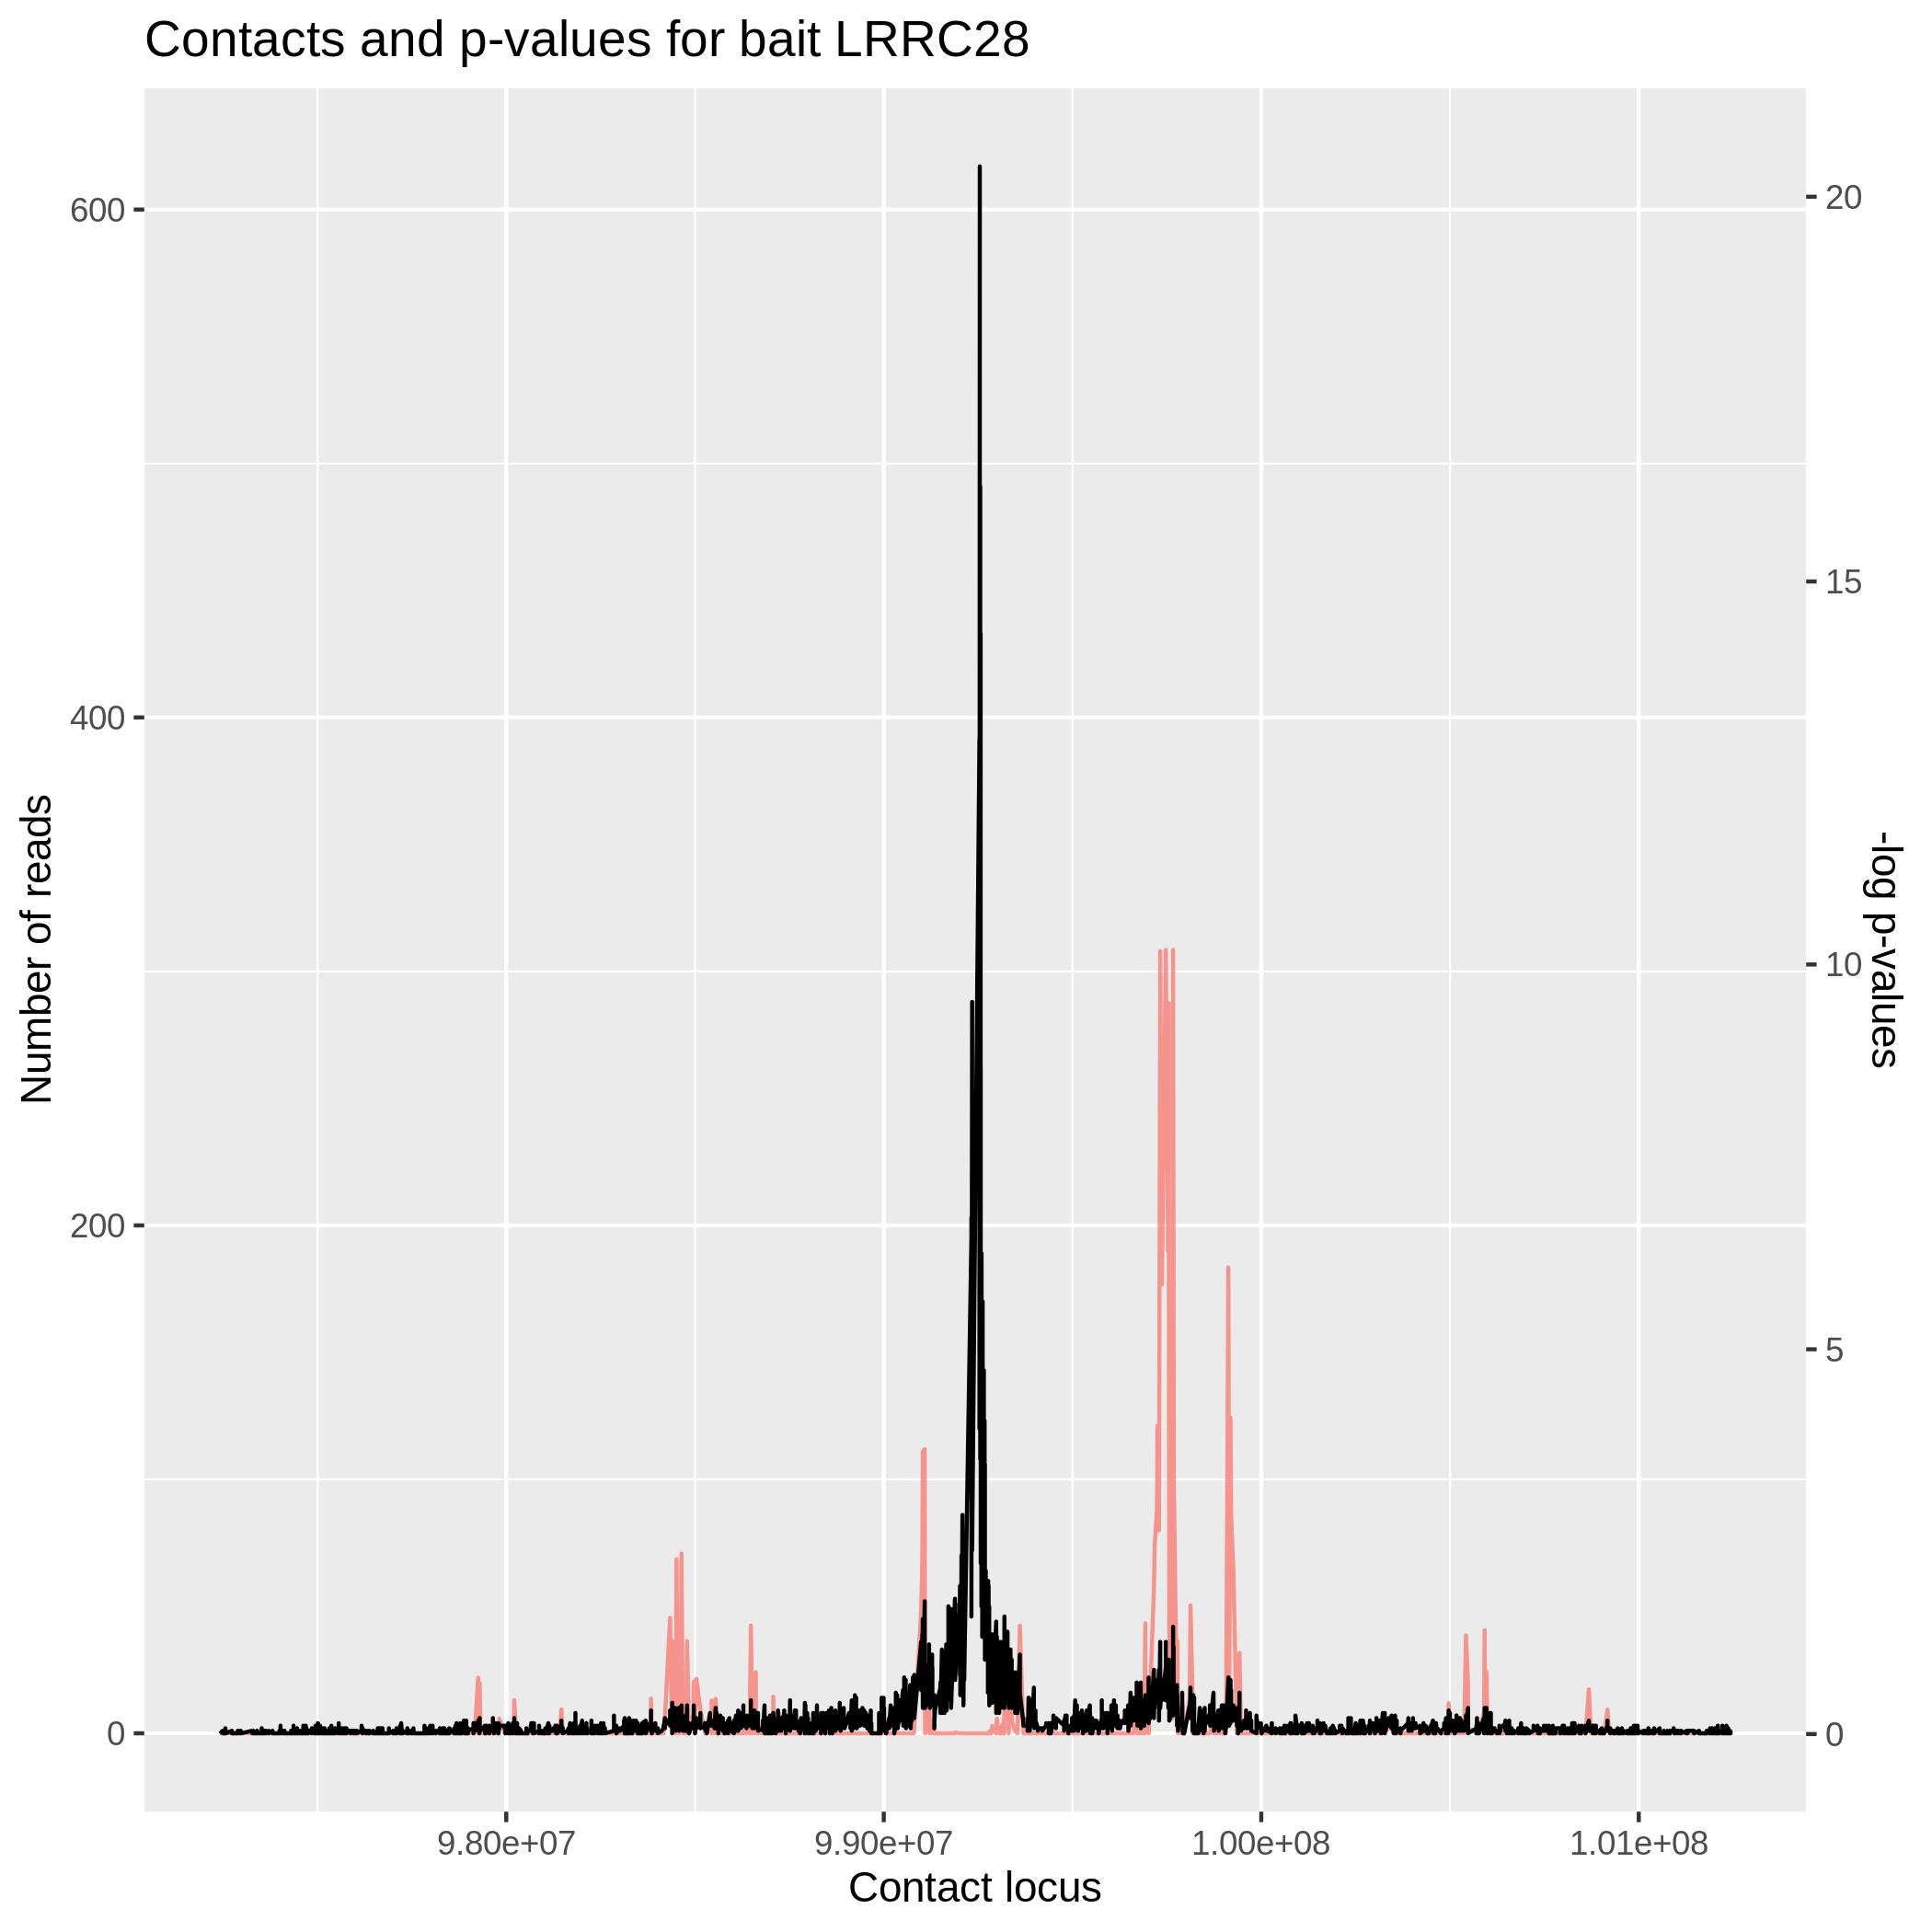 Contacts and p-values for bait LRRC28
600
400
200
0
Number of reads
20
15
10
5
0
-log p-values
9.80e+07 9.90e+07 1.00e+08 1.01e+08
Contact locus